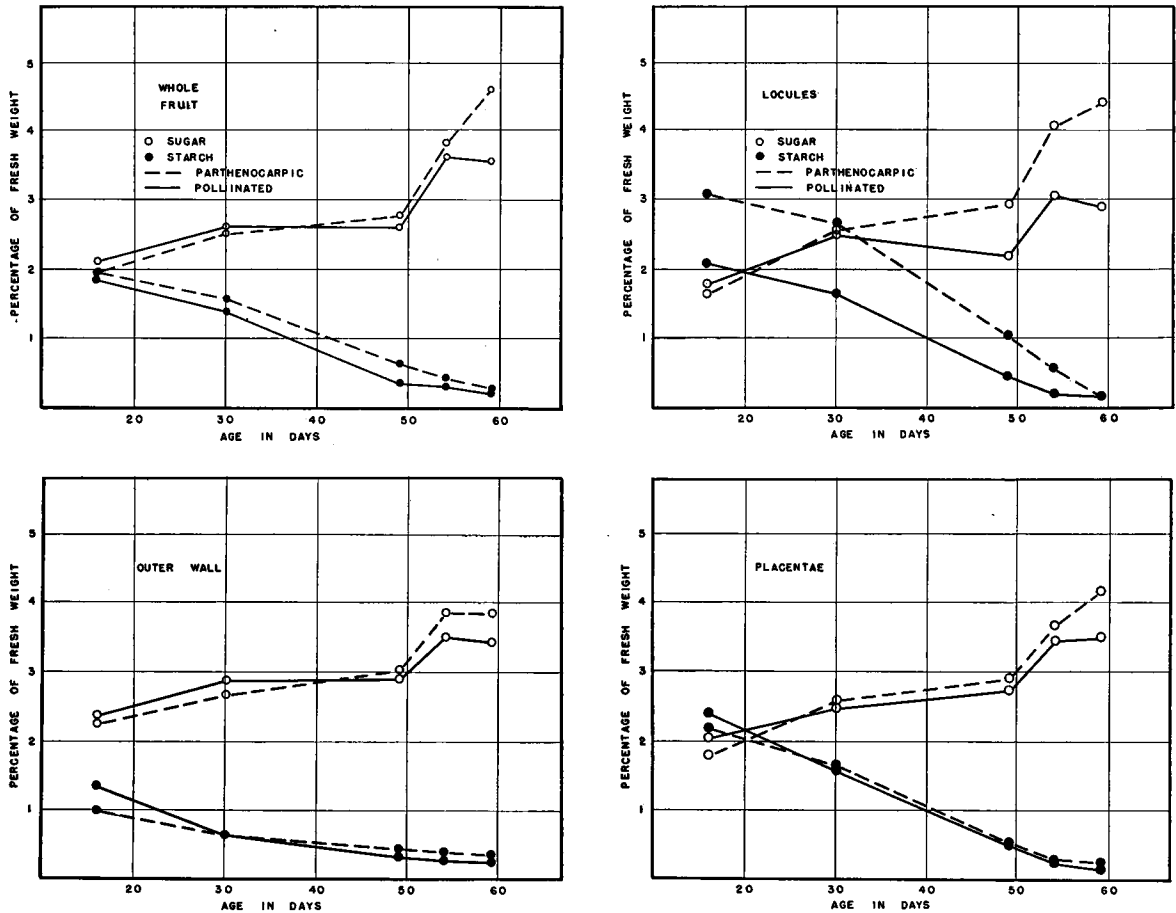 WHOLE
FRUIT
SUGAR
STARCH
PARTHENOCARPIC
POLLINATED
PERCENTAGE OF FRESH WEIGHT
5
4
3
2
1
20 30 40 50 60
AGE IN DAYS
LOCULES
SUGAR
STARCH
PARTHENOCARPIC
POLLINATED
PERCENTAGE OF FRESH WEIGHT
5
4
3
2
1
20 30 40 50 60
AGE IN DAYS
OUTER WALL
PERCENTAGE OF FRESH WEIGHT
5
4
3
2
1
20 30 40 50 60
AGE IN DAYS
PLACENTAE
PERCENTAGE OF FRESH WEIGHT
5
4
3
2
1
20 30 40 50 60
AGE IN DAYS